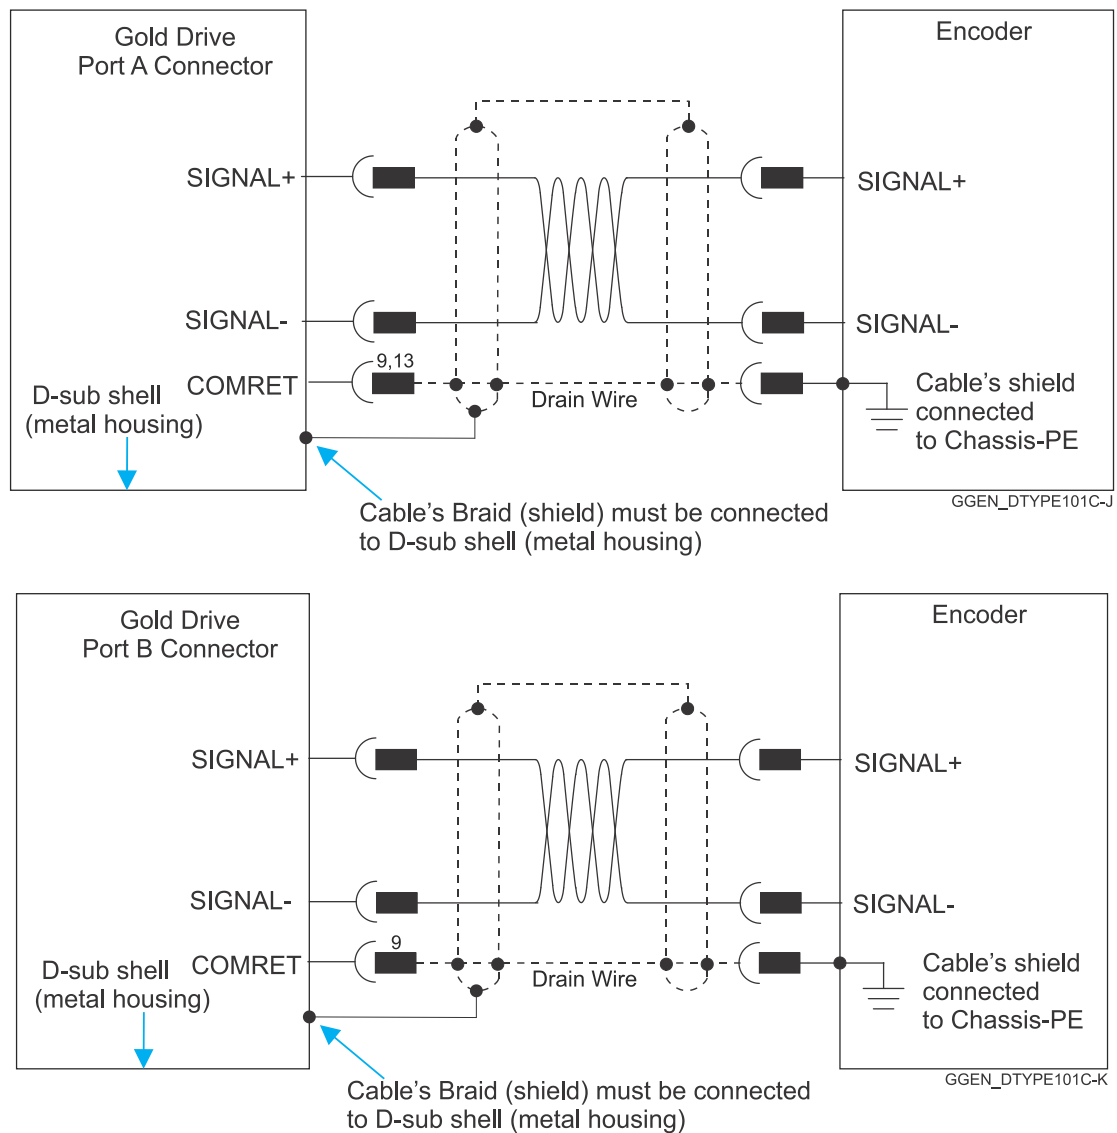 Gold Drive
Port A Connector
Encoder
SIGNAL+
SIGNAL+
SIGNAL-
SIGNAL-
9,13
COMRET
Drain Wire
D-sub shell
(metal housing)
Cable's shield
connected
to Chassis-PE
GGEN_DTYPE101C-J
Cable's Braid (shield) must be connected
to D-sub shell (metal housing)
Gold Drive
Port B Connector
Encoder
SIGNAL+
SIGNAL+
SIGNAL-
SIGNAL-
9
COMRET
Drain Wire
D-sub shell
(metal housing)
Cable's shield
connected
to Chassis-PE
GGEN_DTYPE101C-K
Cable's Braid (shield) must be connected
to D-sub shell (metal housing)